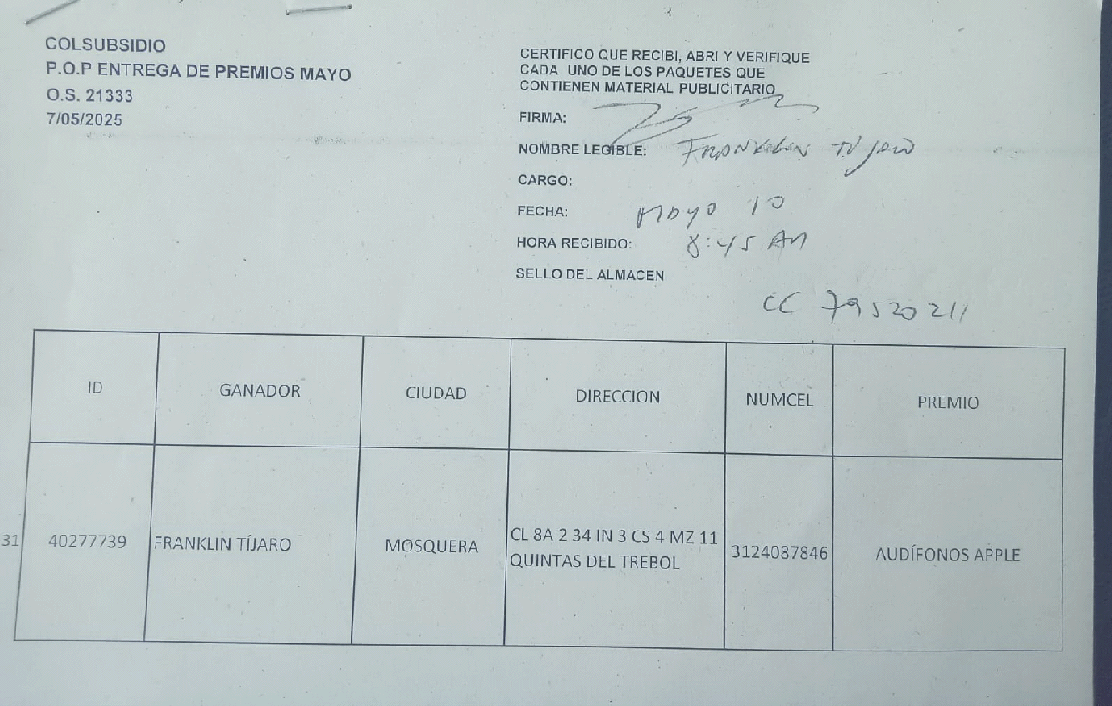 COLSUBSIDIO
P.O.P ENTREGA DE PREMIOS MAYO
O.S. 21333
7/05/2025
CERTIFICO QUE RECIBI, ABRI Y VERIFIQUE
CADA UNO DE LOS PAQUETES QUE
CONTIENEN MATERIAL PUBLICITARIO
FIRMA:
NOMBRE LEGIBLE: Franklin Tijaro
CARGO:
FECHA: Mayo 10
HORA RECIBIDO: 8:45 AM
SELLO DEL ALMACEN
CC 79520211
ID GANADOR CIUDAD DIRECCION NUMCEL PREMIO
31 40277739 FRANKLIN TÍJARO MOSQUERA CL 8A 2 34 IN 3 CS 4 MZ 11 QUINTAS DEL TREBOL 3124037846 AUDÍFONOS APPLE